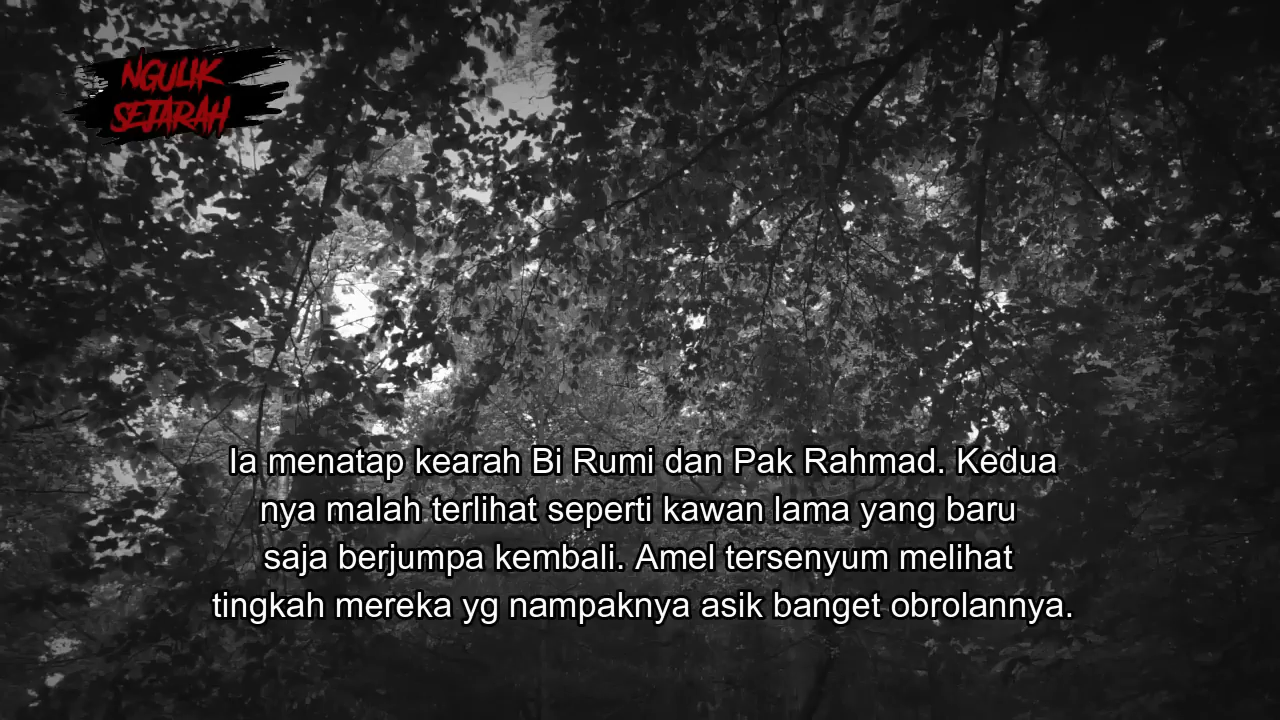 NGULIK
SEJARAH
Ia menatap kearah Bi Rumi dan Pak Rahmad. Kedua
nya malah terlihat seperti kawan lama yang baru
saja berjumpa kembali. Amel tersenyum melihat
tingkah mereka yg nampaknya asik banget obrolannya.